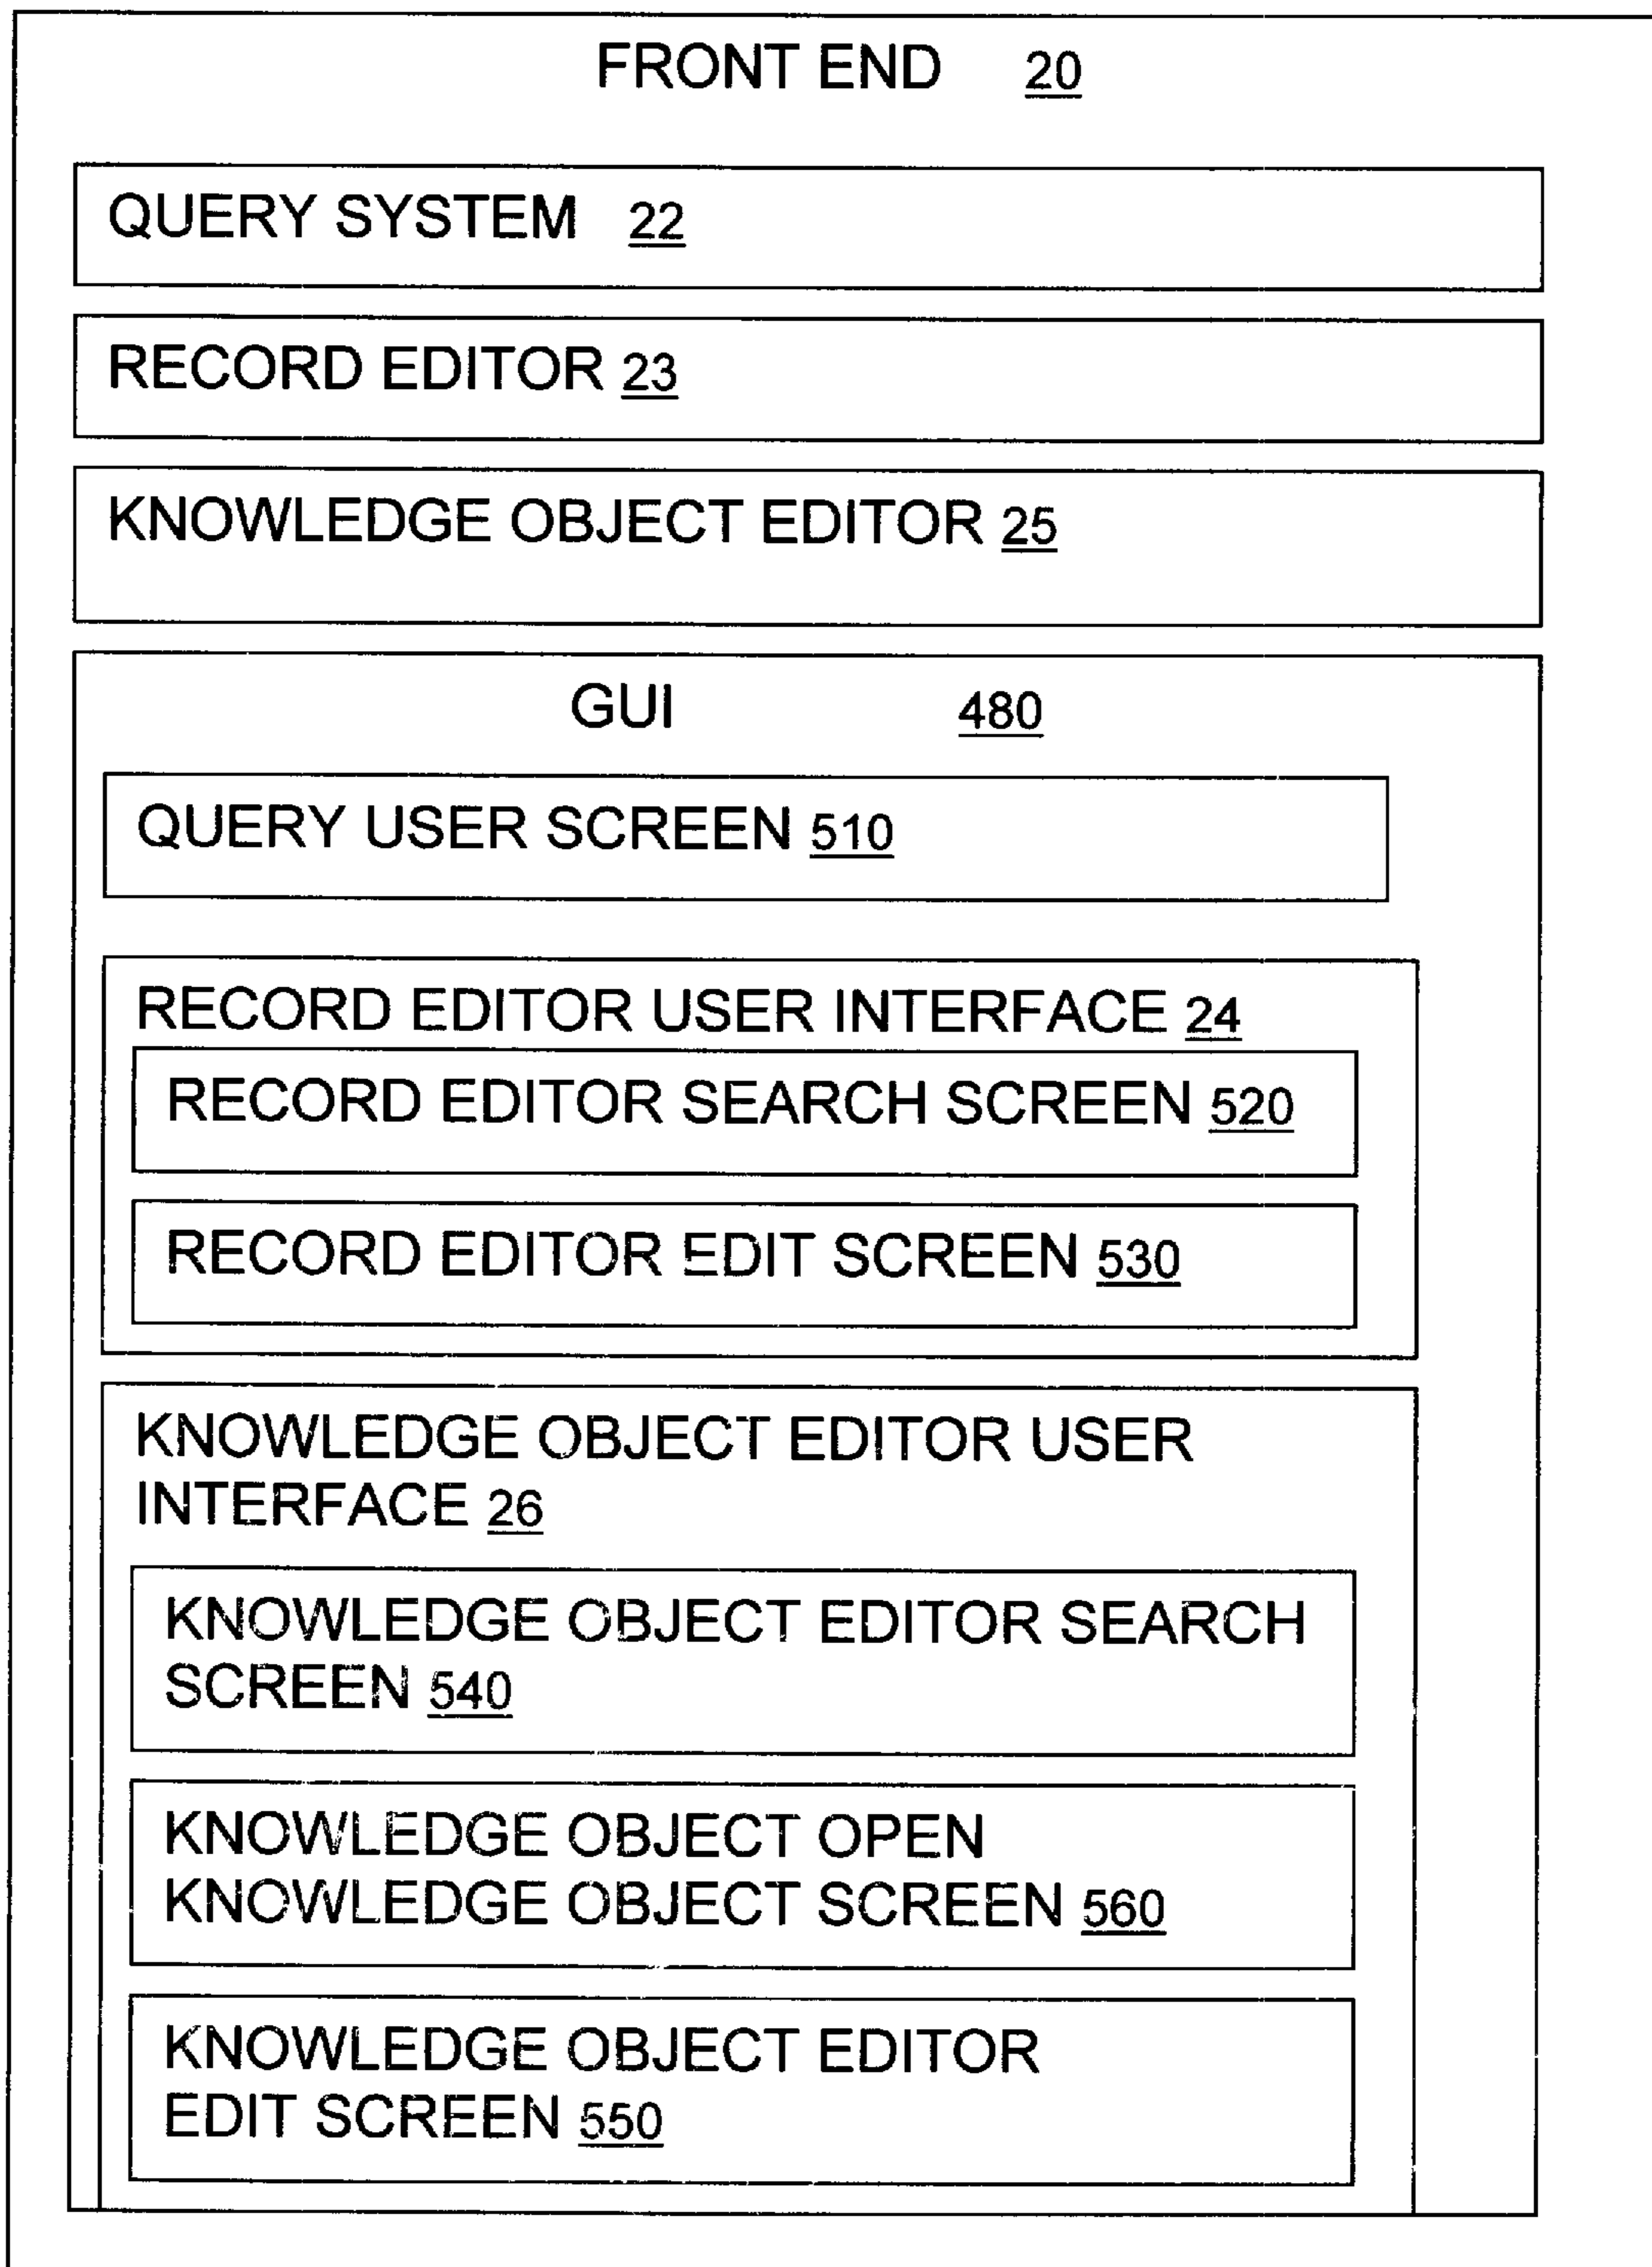 FRONT END 20
QUERY SYSTEM 22
RECORD EDITOR 23
KNOWLEDGE OBJECT EDITOR 25
GUI 480
QUERY USER SCREEN 510
RECORD EDITOR USER INTERFACE 24
RECORD EDITOR SEARCH SCREEN 520
RECORD EDITOR EDIT SCREEN 530
KNOWLEDGE OBJECT EDITOR USER
INTERFACE 26
KNOWLEDGE OBJECT EDITOR SEARCH
SCREEN 540
KNOWLEDGE OBJECT OPEN
KNOWLEDGE OBJECT SCREEN 560
KNOWLEDGE OBJECT EDITOR
EDIT SCREEN 550